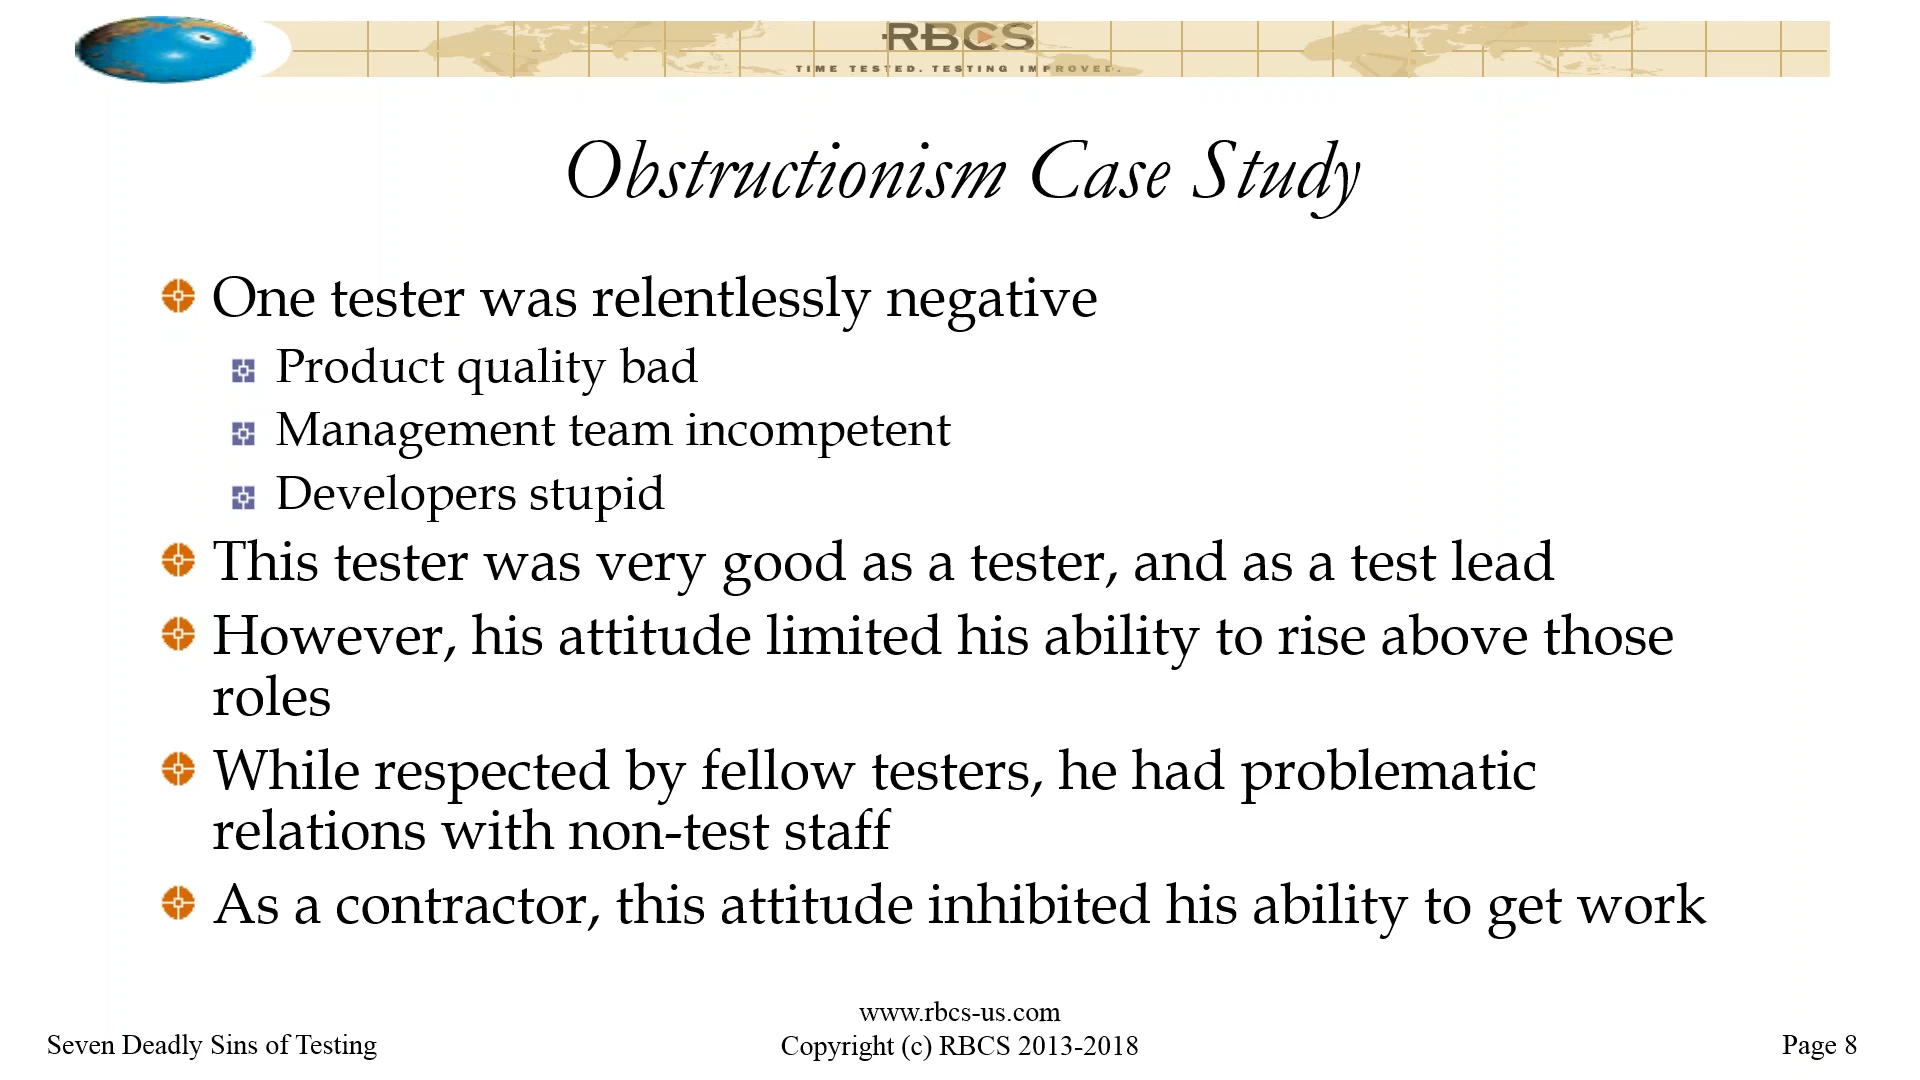 RBCS
TIME TESTED. TESTING IMPROVED.
Obstructionism Case Study
One tester was relentlessly negative
Product quality bad
Management team incompetent
Developers stupid
This tester was very good as a tester, and as a test lead
However, his attitude limited his ability to rise above those
roles
While respected by fellow testers, he had problematic
relations with non-test staff
As a contractor, this attitude inhibited his ability to get work
www.rbcs-us.com
Seven Deadly Sins of Testing
Copyright (c) RBCS 2013-2018
Page 8